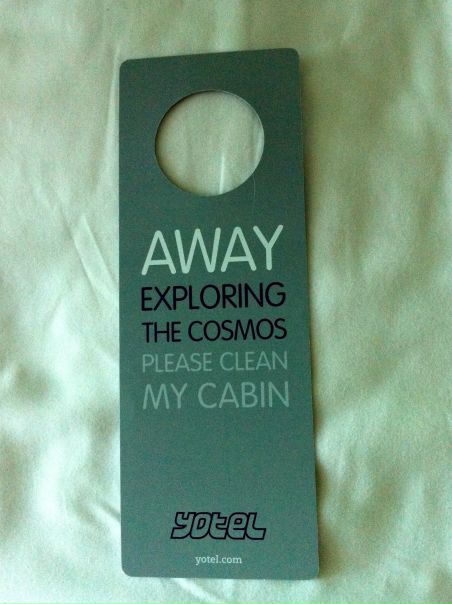 AWAY
EXPLORING
THE COSMOS
PLEASE CLEAN
MY CABIN
YOTEL
yotel.com